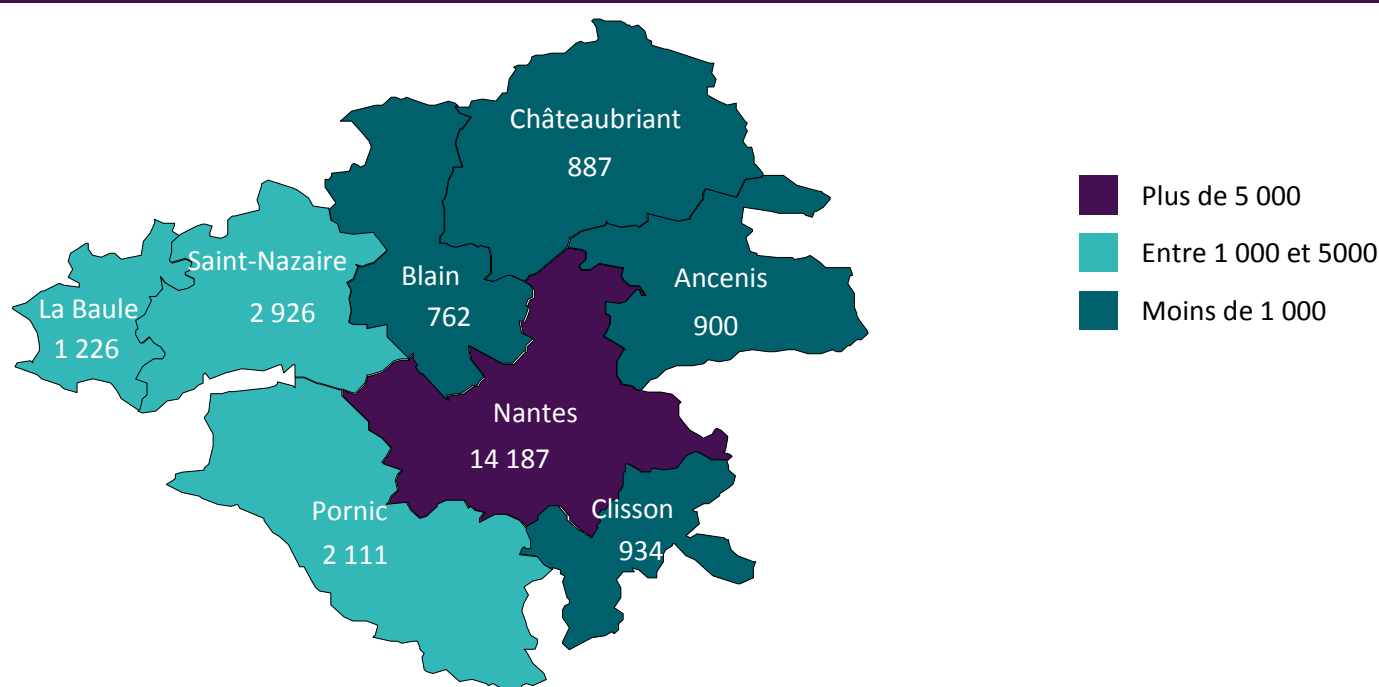 Châteaubriant
887
Saint-Nazaire
2 926
Blain
762
Ancenis
900
La Baule
1 226
Nantes
14 187
Pornic
2 111
Clisson
934
Plus de 5 000
Entre 1 000 et 5000
Moins de 1 000